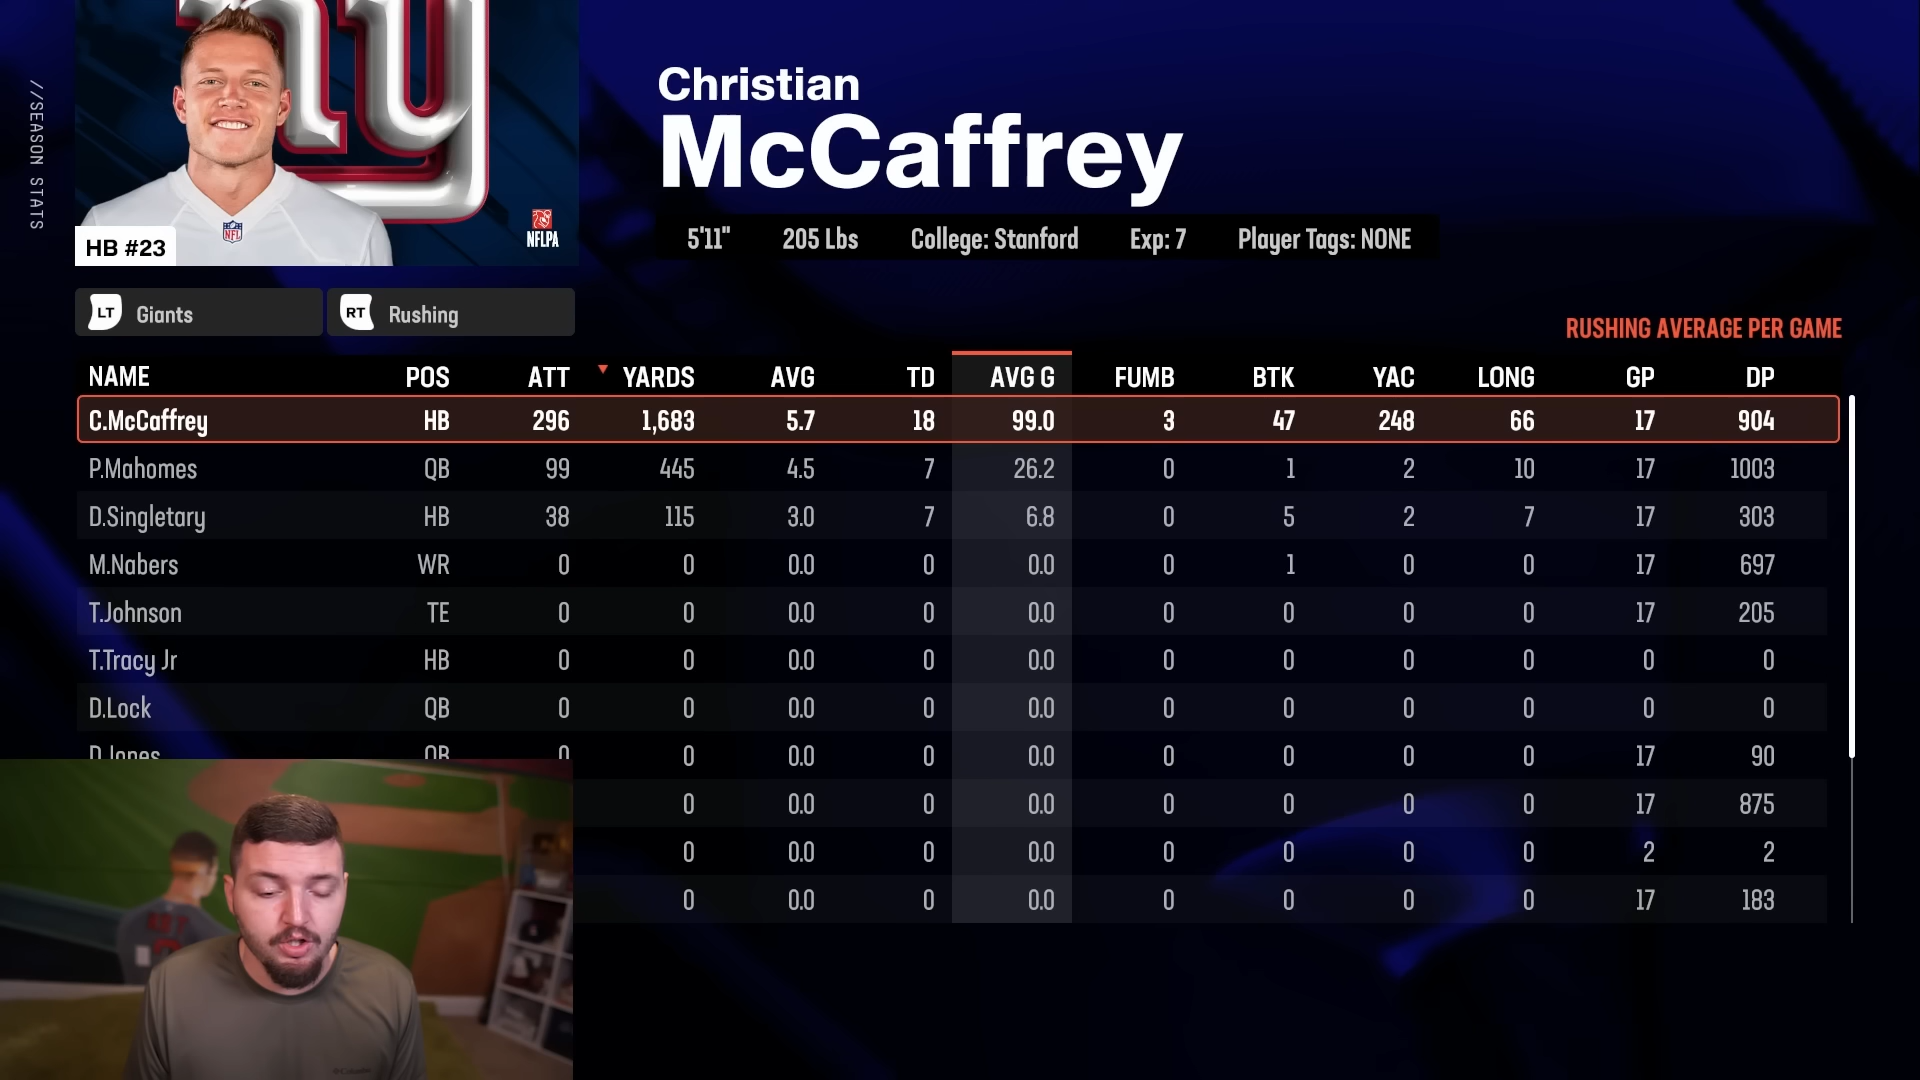 //SEASON STATS
ny
NFL
NFLPA
HB #23
Christian
McCaffrey
5'11" 205 Lbs College: Stanford Exp: 7 Player Tags: NONE
LT Giants RT Rushing
RUSHING AVERAGE PER GAME
NAME POS ATT YARDS AVG TD AVG G FUMB BTK YAC LONG GP DP
C.McCaffrey HB 296 1,683 5.7 18 99.0 3 47 248 66 17 904
P.Mahomes QB 99 445 4.5 7 26.2 0 1 2 10 17 1003
D.Singletary HB 38 115 3.0 7 6.8 0 5 2 7 17 303
M.Nabers WR 0 0 0.0 0 0.0 0 1 0 0 17 697
T.Johnson TE 0 0 0.0 0 0.0 0 0 0 0 17 205
T.Tracy Jr HB 0 0 0.0 0 0.0 0 0 0 0 0 0
D.Lock QB 0 0 0.0 0 0.0 0 0 0 0 0 0
D.Jones QB 0 0 0.0 0 0.0 0 0 0 0 17 90
0 0.0 0 0.0 0 0 0 0 17 875
0 0.0 0 0.0 0 0 0 0 2 2
0 0.0 0 0.0 0 0 0 0 17 183
Columbia